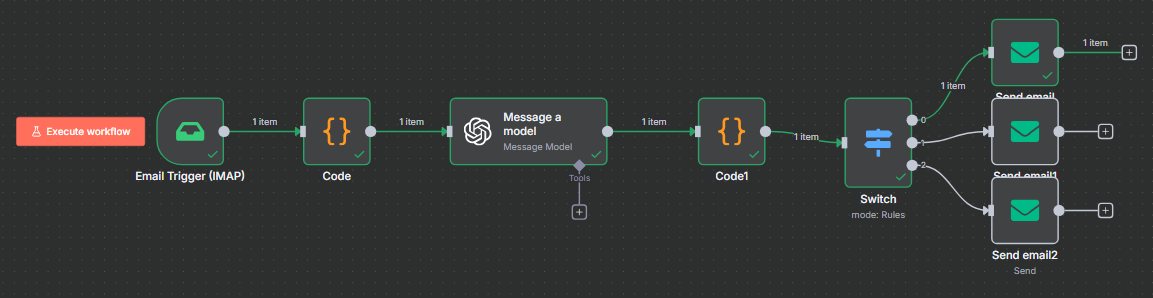 1 item
1 item
Send email
Execute workflow
1 item
1 item
Message a
model
Message Model
1 item
1 item
0
1
2
Email Trigger (IMAP)
Code
Tools
Code1
Send email1
Switch
mode: Rules
Send email2
Send